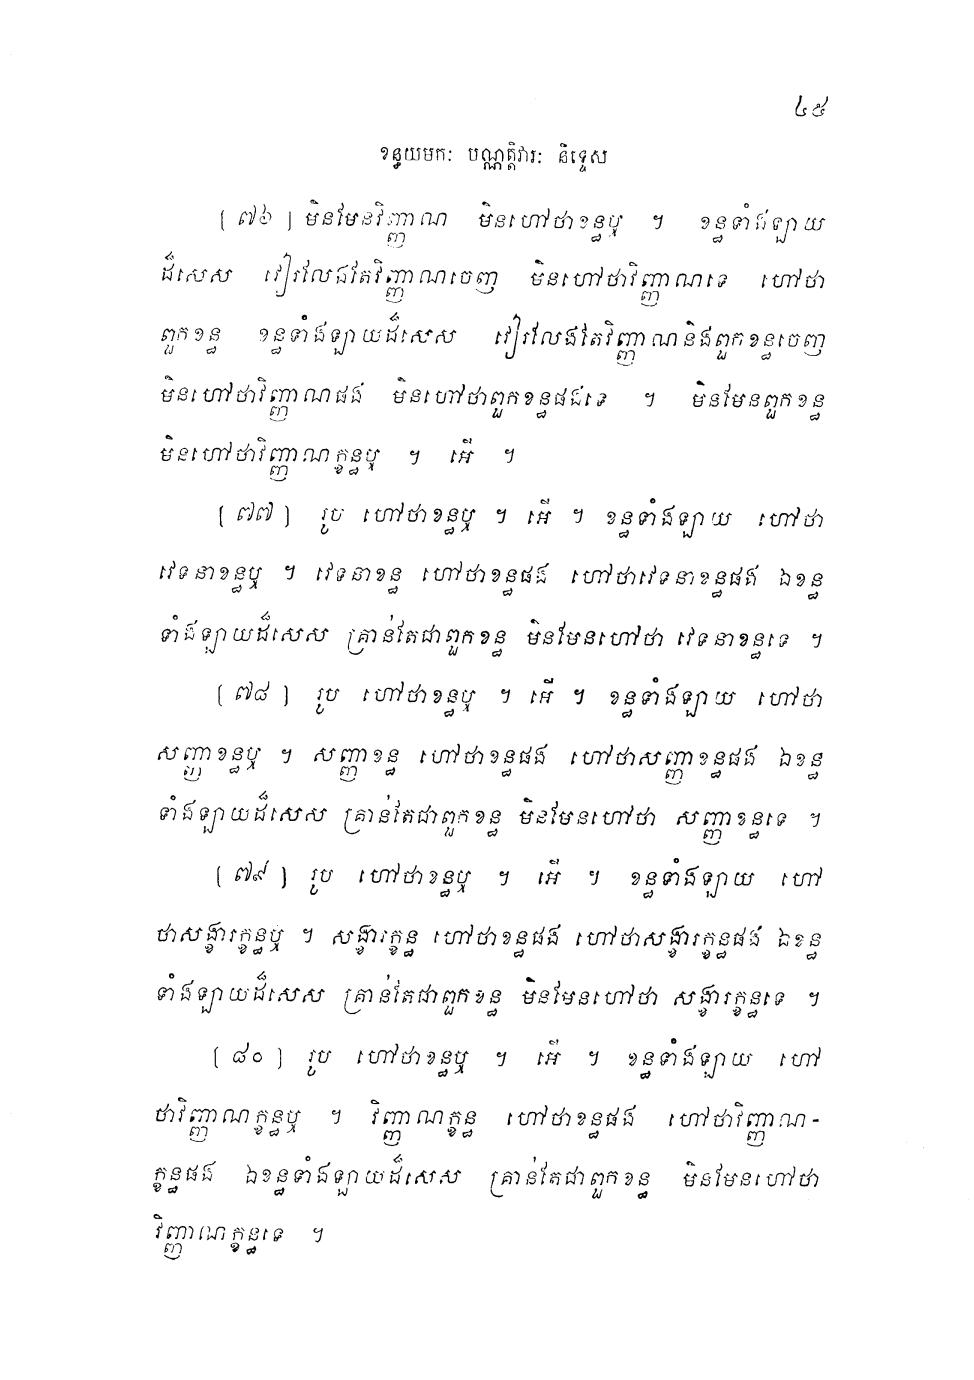 ៤៥
ខន្ធយមកៈ បណ្ណត្តិវារៈ និទ្ទេស
[ ៧៦ ] មិនមែនវិញ្ញាណ មិនហៅថាខន្ធឬ ។ ខន្ធទាំងឡាយ
ដ៏សេស វៀរលែងតែវិញ្ញាណចេញ មិនហៅថាវិញ្ញាណទេ ហៅថា
ពួកខន្ធ ខន្ធទាំងឡាយដ៏សេស វៀរលែងតែវិញ្ញាណនិងពួកខន្ធចេញ
មិនហៅថាវិញ្ញាណផង មិនហៅថាពួកខន្ធផងទេ ។ មិនមែនពួកខន្ធ
មិនហៅថាវិញ្ញាណក្ខន្ធឬ ។ អើ ។
[ ៧៧ ] រូប ហៅថាខន្ធឬ ។ អើ ។ ខន្ធទាំងឡាយ ហៅថា
វេទនាខន្ធឬ ។ វេទនាខន្ធ ហៅថាខន្ធផង ហៅថាវេទនាខន្ធផង ឯខន្ធ
ទាំងឡាយដ៏សេស គ្រាន់តែជាពួកខន្ធ មិនមែនហៅថា វេទនាខន្ធទេ ។
[ ៧៨ ] រូប ហៅថាខន្ធឬ ។ អើ ។ ខន្ធទាំងឡាយ ហៅថា
សញ្ញាខន្ធឬ ។ សញ្ញាខន្ធ ហៅថាខន្ធផង ហៅថាសញ្ញាខន្ធផង ឯខន្ធ
ទាំងឡាយដ៏សេស គ្រាន់តែជាពួកខន្ធ មិនមែនហៅថា សញ្ញាខន្ធទេ ។
[ ៧៩ ] រូប ហៅថាខន្ធឬ ។ អើ ។ ខន្ធទាំងឡាយ ហៅ
ថាសង្ខារក្ខន្ធឬ ។ សង្ខារក្ខន្ធ ហៅថាខន្ធផង ហៅថាសង្ខារក្ខន្ធផង ឯខន្ធ
ទាំងឡាយដ៏សេស គ្រាន់តែជាពួកខន្ធ មិនមែនហៅថា សង្ខារក្ខន្ធទេ ។
[ ៨០ ] រូប ហៅថាខន្ធឬ ។ អើ ។ ខន្ធទាំងឡាយ ហៅ
ថាវិញ្ញាណក្ខន្ធឬ ។ វិញ្ញាណក្ខន្ធ ហៅថាខន្ធផង ហៅថាវិញ្ញាណ-
ក្ខន្ធផង ឯខន្ធទាំងឡាយដ៏សេស គ្រាន់តែជាពួកខន្ធ មិនមែនហៅថា
វិញ្ញាណក្ខន្ធទេ ។